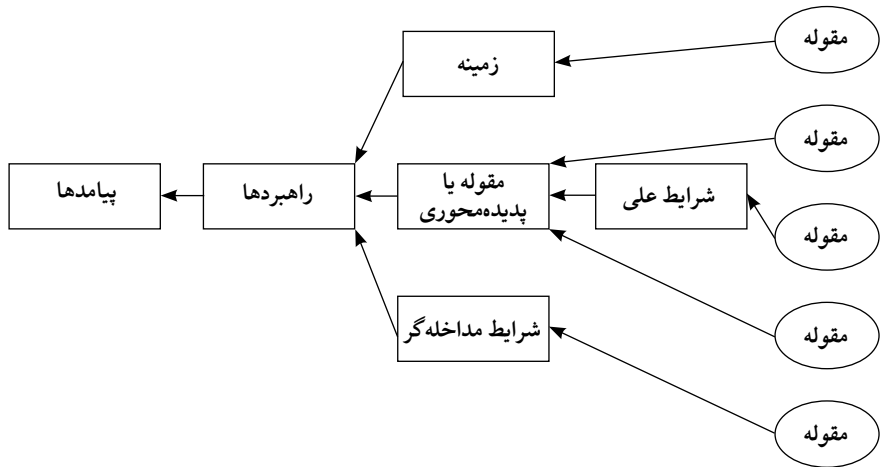 مقوله
زمینه
مقوله
مقوله یا
پدیده‌محوری
شرایط علی
راهبردها
پیامدها
مقوله
مقوله
شرایط مداخله‌گر
مقوله